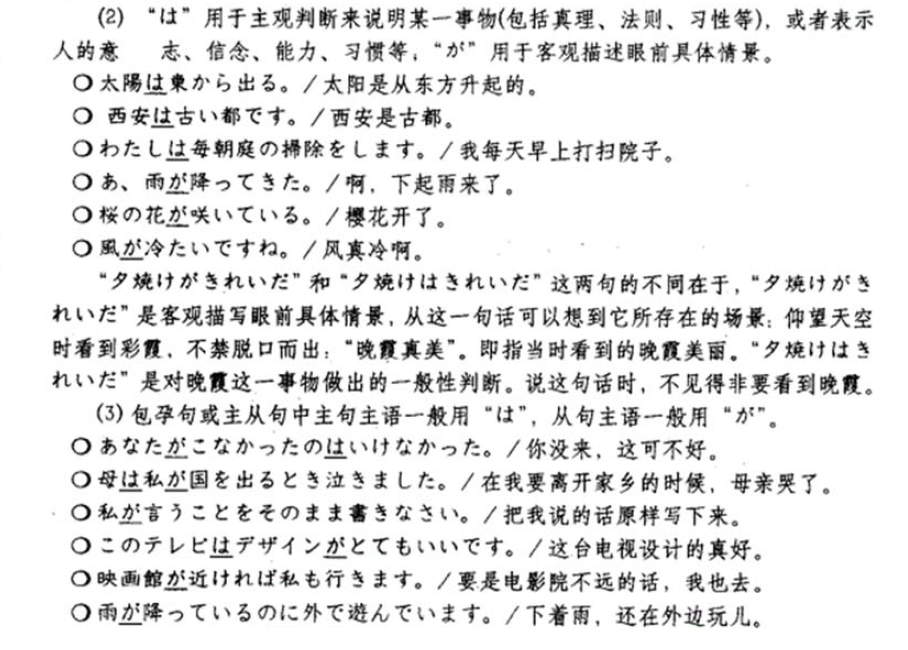 (2) “は”用于主观判断来说明某一事物(包括真理、法则、习性等)，或者表示
人的意　志、信念、能力、习惯等；“が”用于客观描述眼前具体情景。
○太陽は東から出る。/太阳是从东方升起的。
○ 西安は古い都です。/西安是古都。
○わたしは毎朝庭の掃除をします。/我每天早上打扫院子。
○あ、雨が降ってきた。/啊，下起雨来了。
○桜の花が咲いている。/樱花开了。
○風が冷たいですね。/风真冷啊。
“夕焼けがきれいだ”和“夕焼けはきれいだ”这两句的不同在于，“夕焼けがき
れいだ”是客观描写眼前具体情景，从这一句话可以想到它所存在的场景：仰望天空
时看到彩霞，不禁脱口而出：“晚霞真美”。即指当时看到的晚霞美丽。“夕焼けはき
れいだ”是对晚霞这一事物做出的一般性判断。说这句话时，不见得非要看到晚霞。
(3) 包孕句或主从句中主句主语一般用“は”，从句主语一般用“が”。
○あなたがこなかったのはいけなかった。/你没来，这可不好。
○母は私が国を出るとき泣きました。/在我要离开家乡的时候，母亲哭了。
○私が言うことをそのまま書きなさい。/把我说的话原样写下来。
○このテレビはデザインがとてもいいです。/这台电视设计的真好。
○映画館が近ければ私も行きます。/要是电影院不远的话，我也去。
○雨が降っているのに外で遊んでいます。/下着雨，还在外边玩儿。